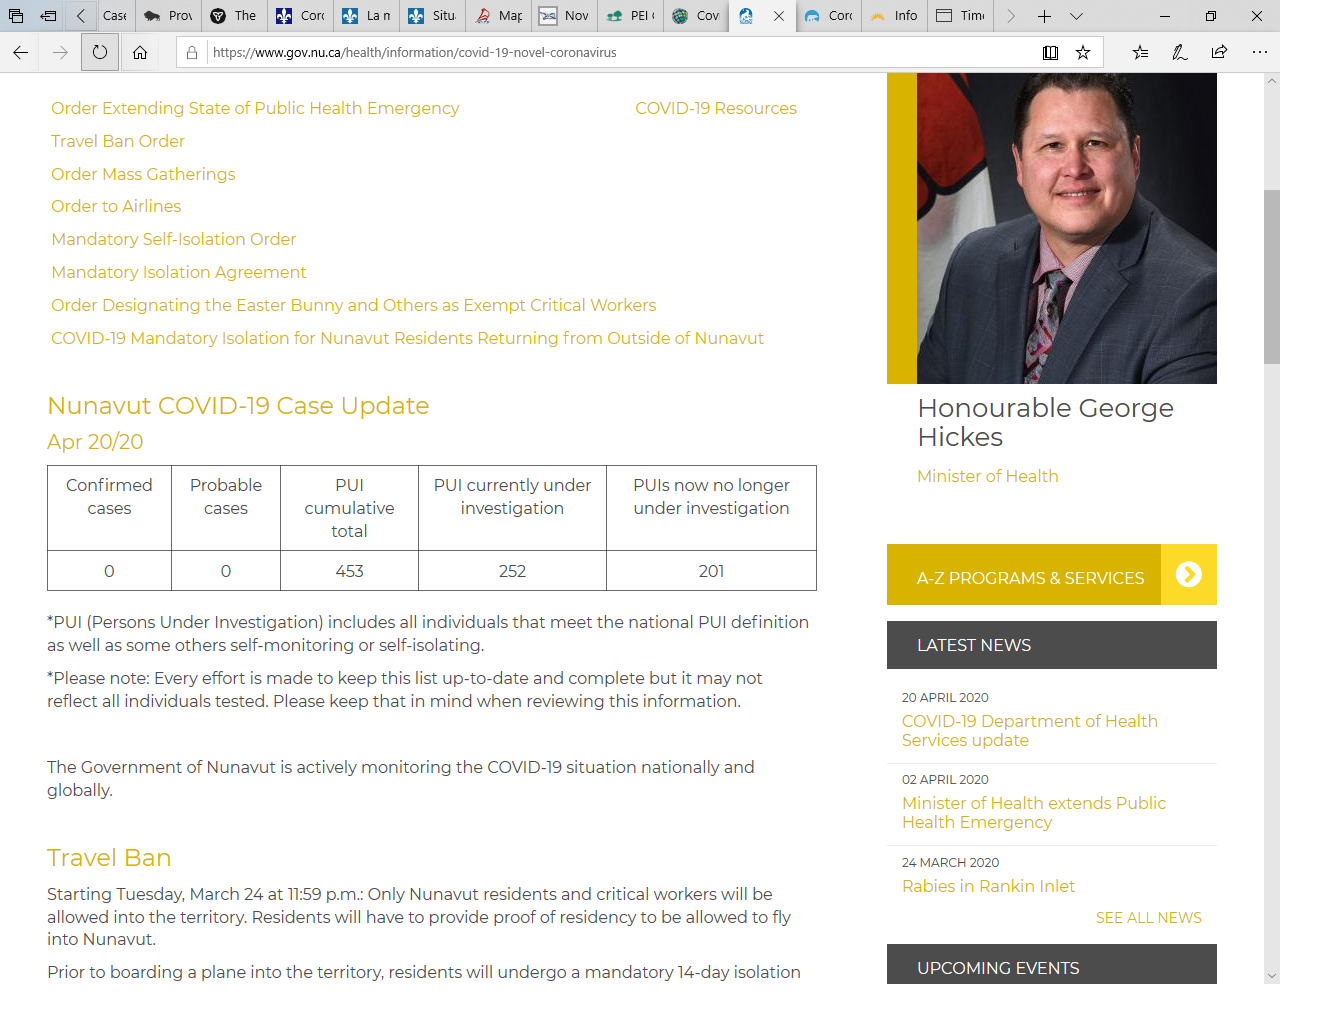 Case
Prov
The
Coro
La m
Situa
Map
Nov
PEI
Cov
Coro
Info
Time
https://www.gov.nu.ca/health/information/covid-19-novel-coronavirus
Order Extending State of Public Health Emergency
COVID-19 Resources
Travel Ban Order
Order Mass Gatherings
Order to Airlines
Mandatory Self-Isolation Order
Mandatory Isolation Agreement
Order Designating the Easter Bunny and Others as Exempt Critical Workers
COVID-19 Mandatory Isolation for Nunavut Residents Returning from Outside of Nunavut
Nunavut COVID-19 Case Update
Apr 20/20
Confirmed cases
Probable cases
PUI cumulative total
PUI currently under investigation
PUIs now no longer under investigation
0
0
453
252
201
*PUI (Persons Under Investigation) includes all individuals that meet the national PUI definition
as well as some others self-monitoring or self-isolating.
*Please note: Every effort is made to keep this list up-to-date and complete but it may not
reflect all individuals tested. Please keep that in mind when reviewing this information.
The Government of Nunavut is actively monitoring the COVID-19 situation nationally and
globally.
Travel Ban
Starting Tuesday, March 24 at 11:59 p.m.: Only Nunavut residents and critical workers will be
allowed into the territory. Residents will have to provide proof of residency to be allowed to fly
into Nunavut.
Prior to boarding a plane into the territory, residents will undergo a mandatory 14-day isolation
Honourable George
Hickes
Minister of Health
A-Z PROGRAMS & SERVICES
LATEST NEWS
20 APRIL 2020
COVID-19 Department of Health
Services update
02 APRIL 2020
Minister of Health extends Public
Health Emergency
24 MARCH 2020
Rabies in Rankin Inlet
SEE ALL NEWS
UPCOMING EVENTS